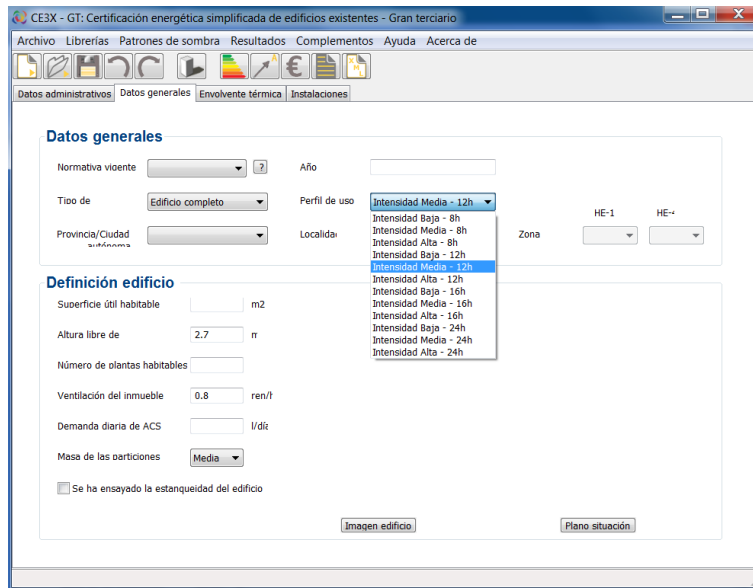 CE3X - GT: Certificación energética simplificada de edificios existentes - Gran terciario
Archivo Librerías Patrones de sombra Resultados Complementos Ayuda Acerca de
Datos administrativos Datos generales Envolvente térmica Instalaciones
Datos generales
Normativa vigente ? Año
Tipo de Edificio completo Perfil de uso Intensidad Media - 12h
Intensidad Baja - 8h
Intensidad Media - 8h
Intensidad Alta - 8h
Intensidad Baja - 12h
Intensidad Media - 12h
Intensidad Alta - 12h
Intensidad Baja - 16h
Intensidad Media - 16h
Intensidad Alta - 16h
Intensidad Baja - 24h
Intensidad Media - 24h
Intensidad Alta - 24h
HE-1 HE-4
Provincia/Ciudad Localidad Zona
autónoma
Definición edificio
Superficie útil habitable m2
Altura libre de 2.7 m
Número de plantas habitables
Ventilación del inmueble 0.8 ren/h
Demanda diaria de ACS l/día
Masa de las particiones Media
Se ha ensayado la estanqueidad del edificio
Imagen edificio Plano situación